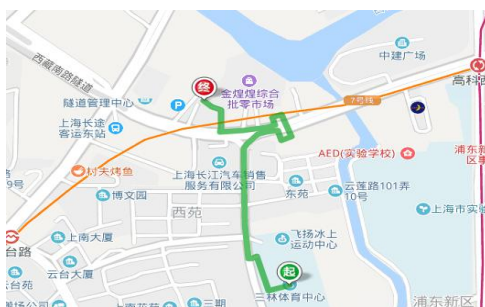 中建广场
西藏南路隧道
终
金煌煌综合
批零市场
高科西
隧道管理中心
P
7号线
上海长途
客运东站
AED(实验学校)
浦东新区
村夫烤鱼
上海长江汽车销售
服务有限公司
9号
博文园
东苑
云莲路101弄
10号
西苑
上海市实验
上南大厦
飞扬冰上
运动中心
台路
云台大厦
起
台苑
三林体育中心
三期
浦东新区